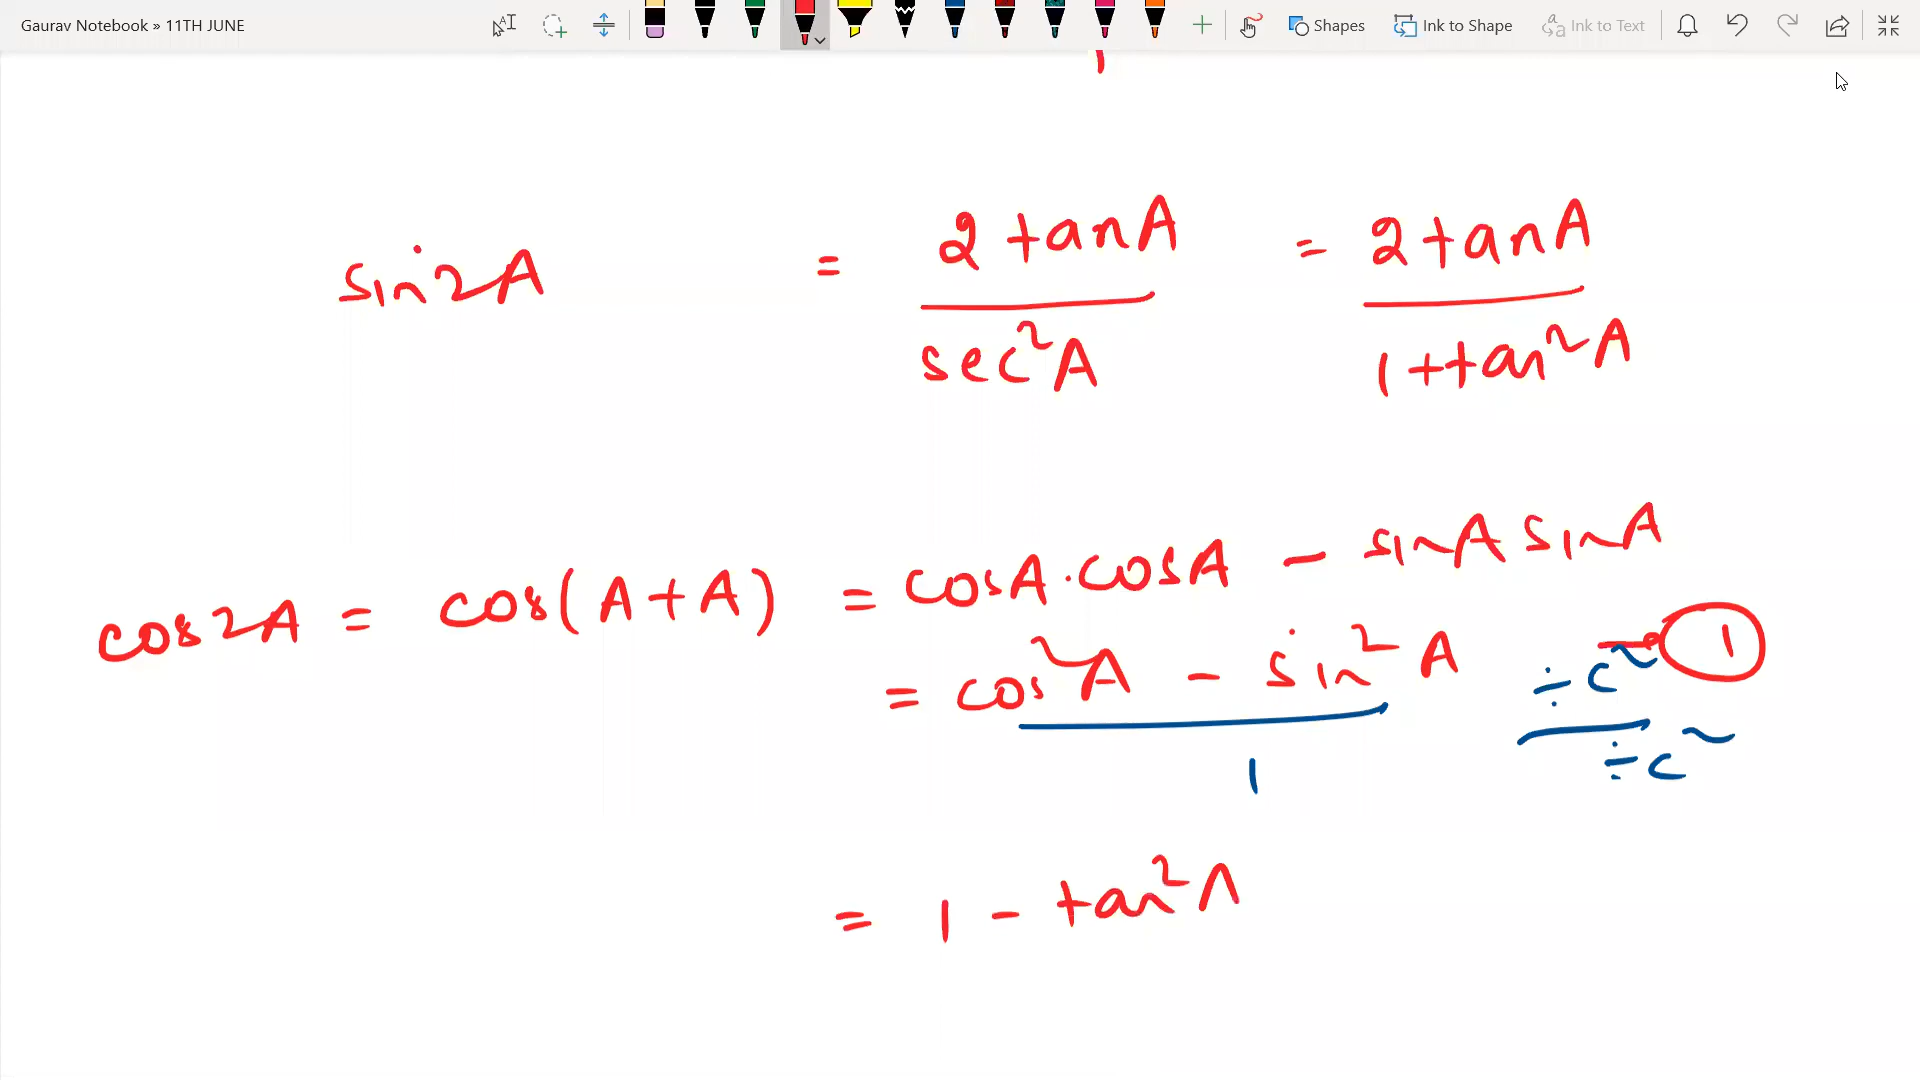 Gaurav Notebook » 11TH JUNE Shapes Ink to Shape Ink to Text
sin2A = 2tanA / sec²A = 2tanA / 1+tan²A
cos2A = cos(A+A) = cosA.cosA - sinA sinA
= cos²A - sin²A ÷c² 1
1 ÷c²
= 1 - tan²A